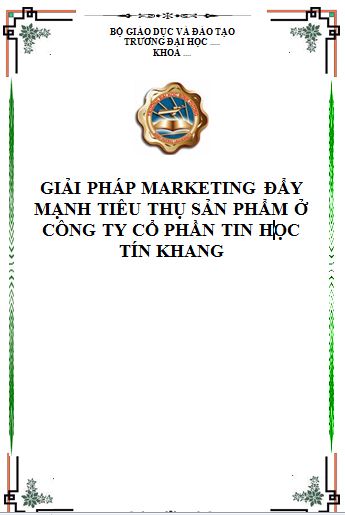 BỘ GIÁO DỤC VÀ ĐÀO TẠO
TRƯỜNG ĐẠI HỌC ....
KHOA ....
GIẢI PHÁP MARKETING ĐẨY
MẠNH TIÊU THỤ SẢN PHẨM Ở
CÔNG TY CỔ PHẦN TIN HỌC
TÍN KHANG